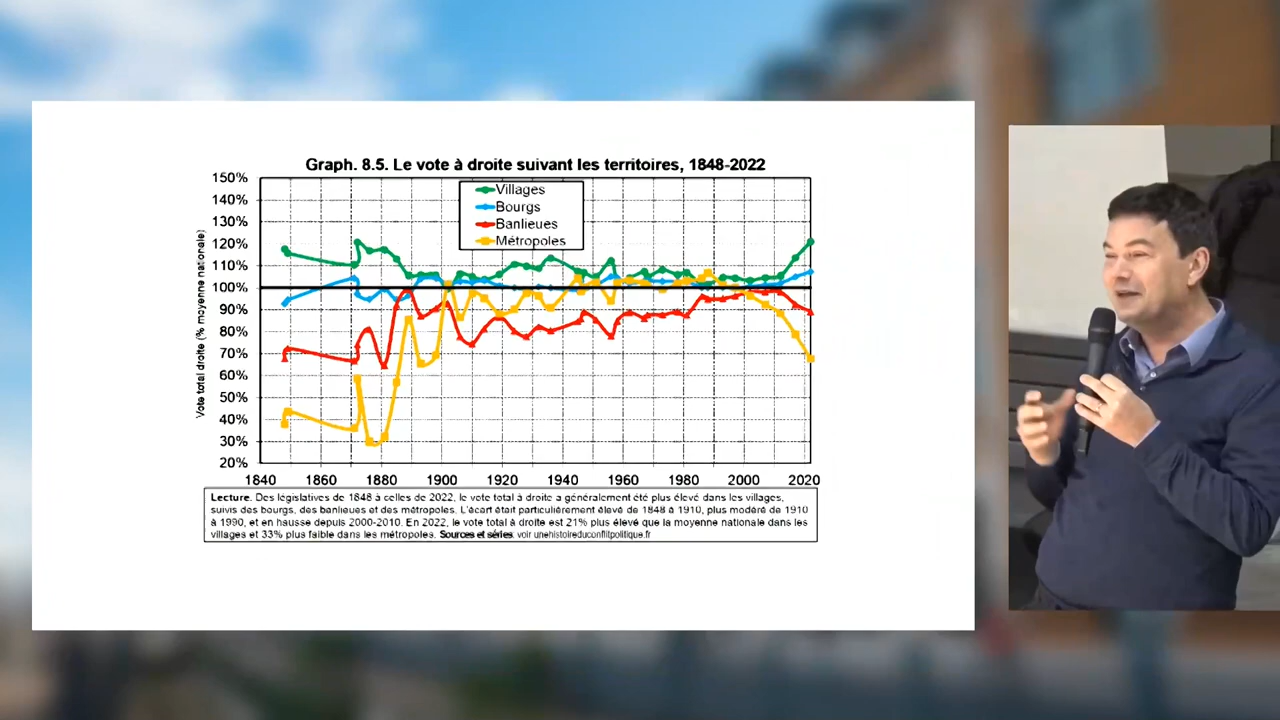 Graph. 8.5. Le vote à droite suivant les territoires, 1848-2022
Vote total droite (% moyenne nationale)
150%
140%
130%
120%
110%
100%
90%
80%
70%
60%
50%
40%
30%
20%
Villages
Bourgs
Banlieues
Métropoles
1840 1860 1880 1900 1920 1940 1960 1980 2000 2020
Lecture. Des législatives de 1848 à celles de 2022, le vote total à droite a généralement été plus élevé dans les villages,
suivis des bourgs, des banlieues et des métropoles. L'écart était particulièrement élevé de 1848 à 1910, plus modéré de 1910
à 1990, et en hausse depuis 2000-2010. En 2022, le vote total à droite est 21% plus élevé que la moyenne nationale dans les
villages et 33% plus faible dans les métropoles. Sources et séries. voir unehistoireduconflitpolitique.fr